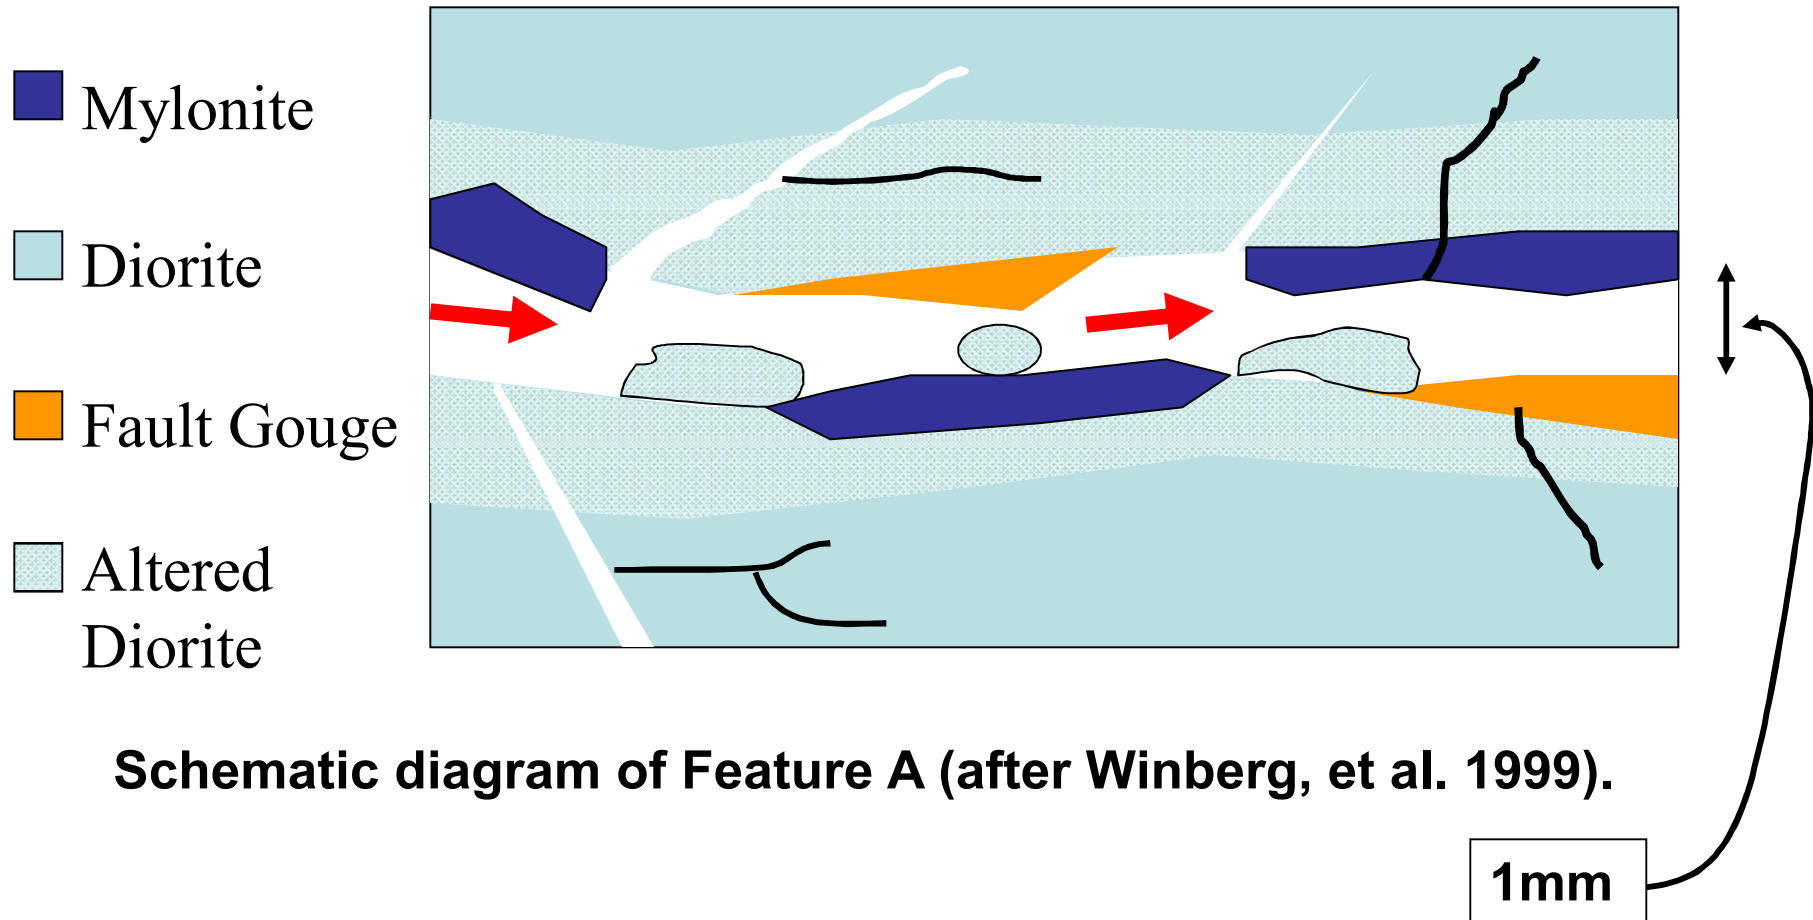 Mylonite
Diorite
Fault Gouge
Altered
Diorite
Schematic diagram of Feature A (after Winberg, et al. 1999).
1mm